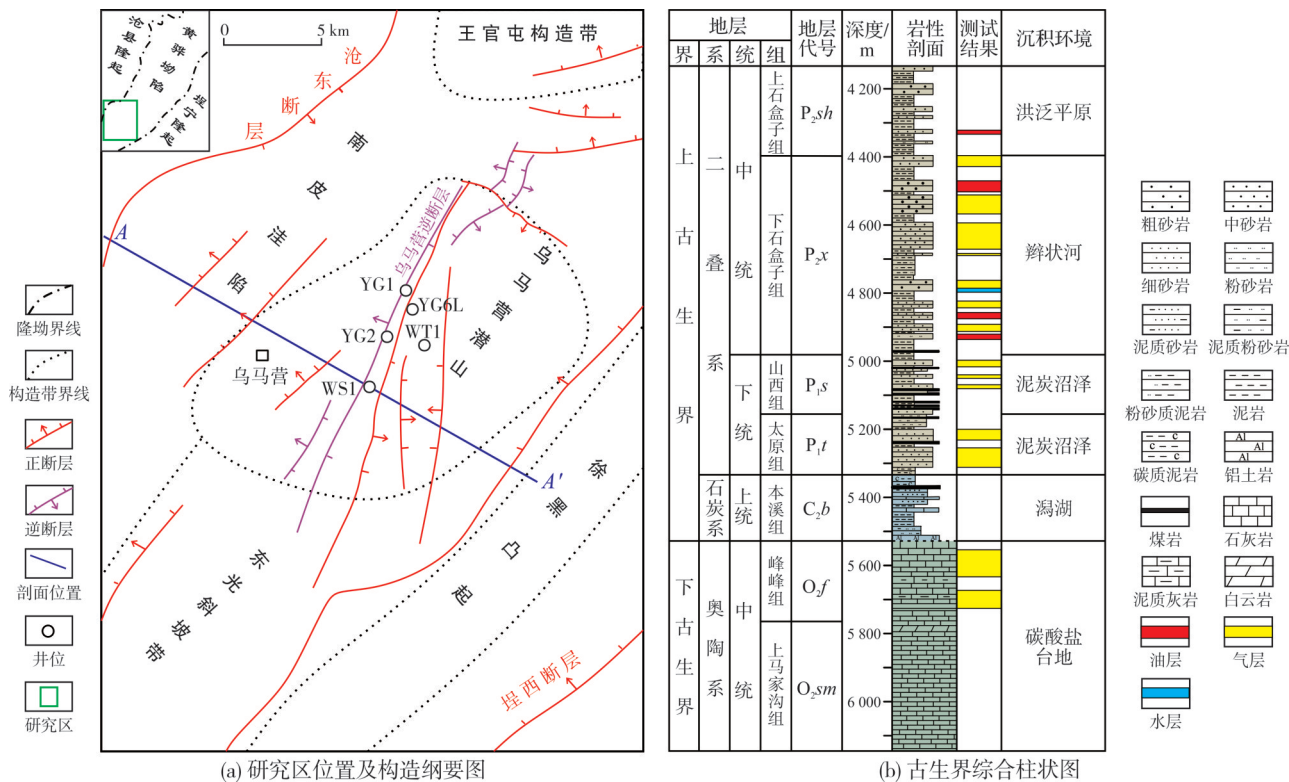 沧县隆起
黄骅坳陷
埕宁隆起
0 5 km
王官屯构造带
沧东断层
南皮洼陷
乌马营逆断层
乌马营潜山
A
YG1
YG6L
YG2
WT1
乌马营
WS1
A′
徐黑凸起
东光斜坡带
埕西断层
隆坳界线
构造带界线
正断层
逆断层
剖面位置
井位
研究区
(a) 研究区位置及构造纲要图
地层 地层代号 深度/m 岩性剖面 测试结果 沉积环境
界 系 统 组
上古生界
二叠系
中统
上石盒子组
P₂sh
洪泛平原
下石盒子组
P₂x
辫状河
下统
山西组
P₁s
泥炭沼泽
太原组
P₁t
泥炭沼泽
石炭系
上统
本溪组
C₂b
潟湖
下古生界
奥陶系
中统
峰峰组
O₂f
上马家沟组
O₂sm
碳酸盐台地
4 200
4 400
4 600
4 800
5 000
5 200
5 400
5 600
5 800
6 000
(b) 古生界综合柱状图
粗砂岩 中砂岩
细砂岩 粉砂岩
泥质砂岩 泥质粉砂岩
粉砂质泥岩 泥岩
c c c Al Al Al
碳质泥岩 铝土岩
煤岩 石灰岩
泥质灰岩 白云岩
油层 气层
水层